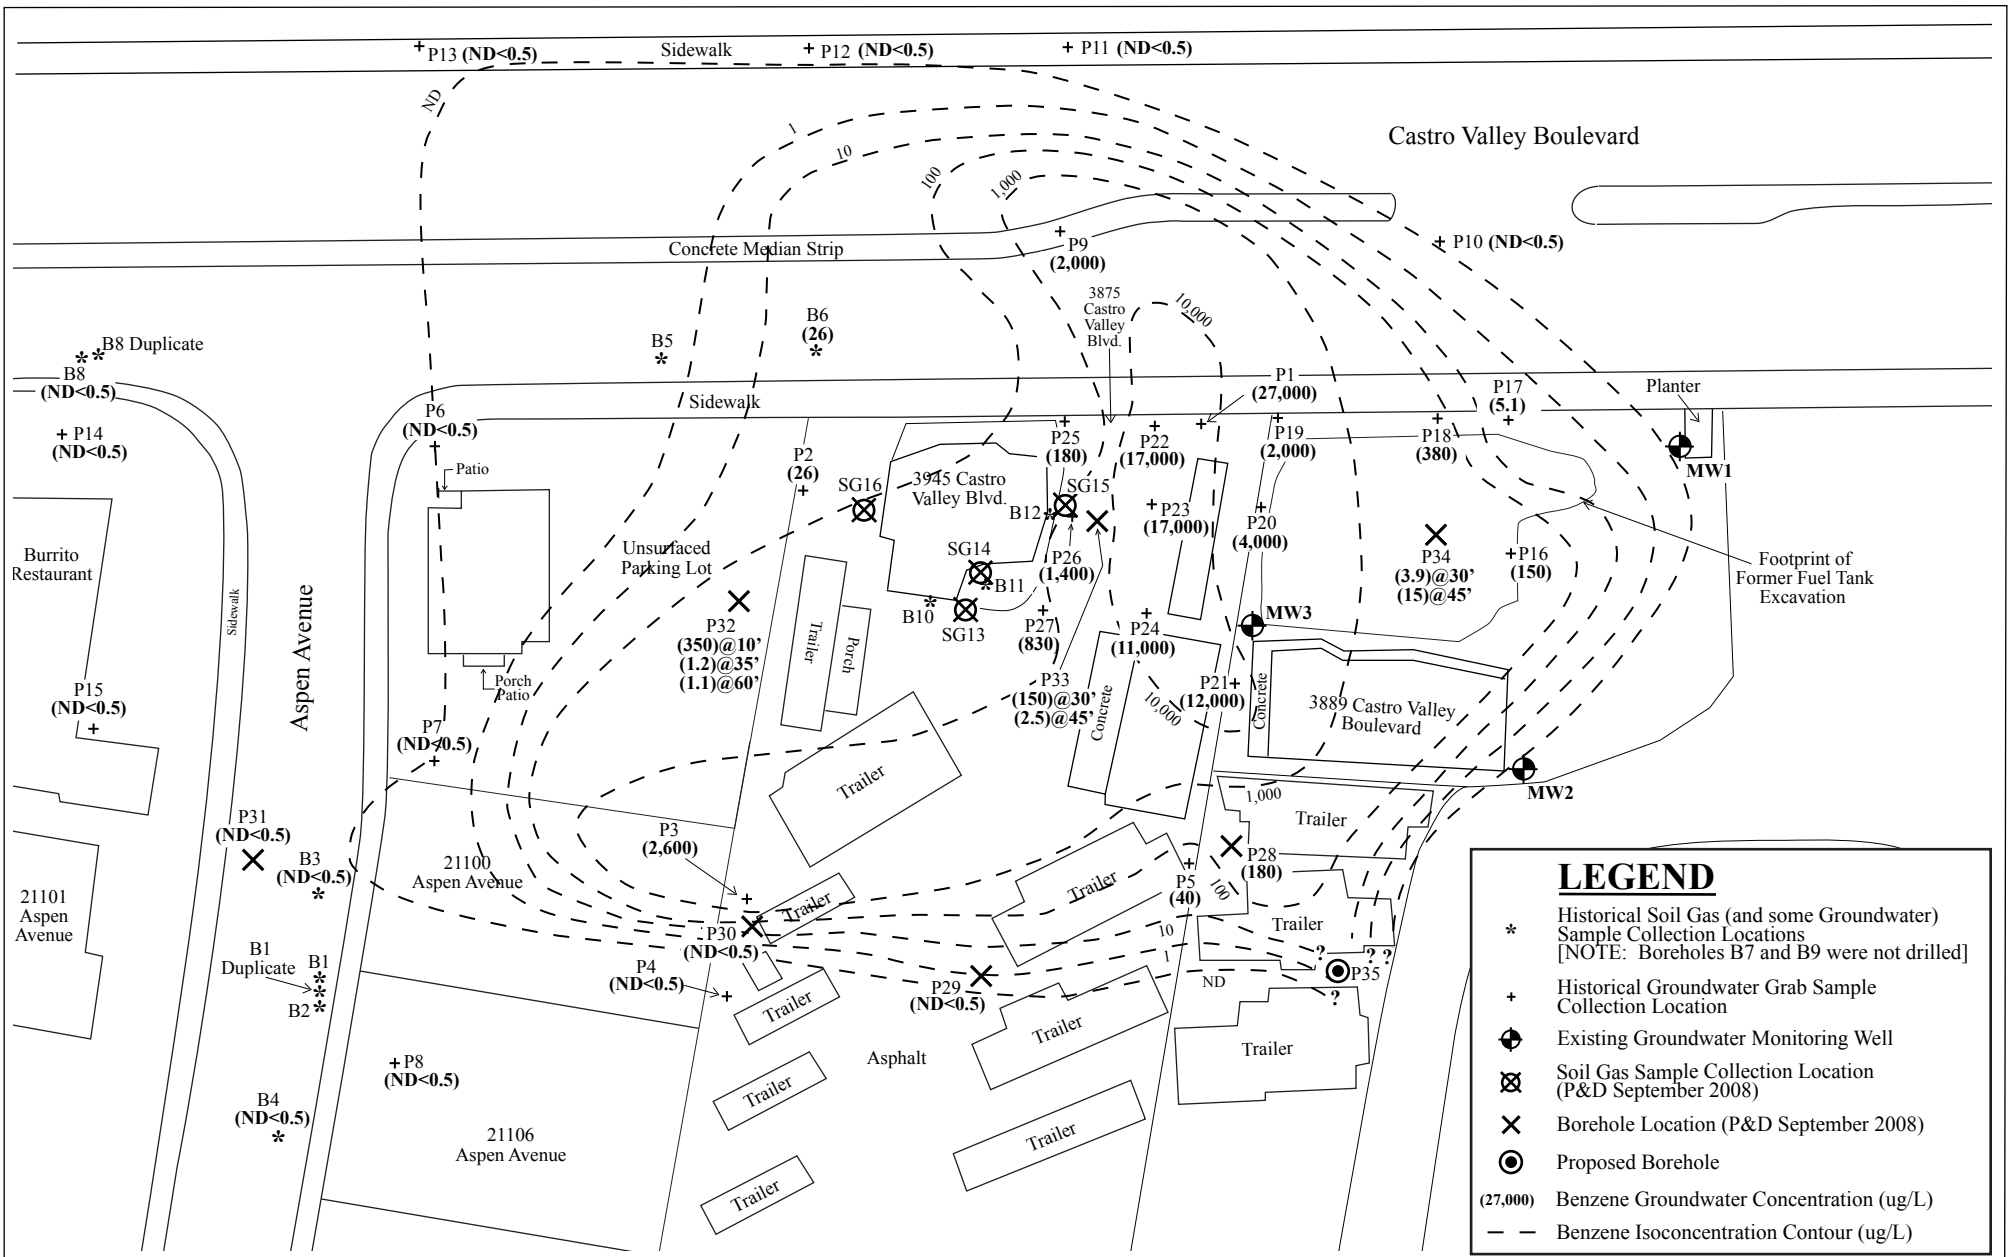 P13 (ND<0.5)
Sidewalk
P12 (ND<0.5)
P11 (ND<0.5)
ND
1
10
100
1,000
Castro Valley Boulevard
Concrete Median Strip
P9
(2,000)
P10 (ND<0.5)
3875
Castro
Valley
Blvd.
10,000
B8 Duplicate
B8
(ND<0.5)
B5
B6
(26)
P1
(27,000)
P17
(5.1)
Planter
Sidewalk
P6
(ND<0.5)
P14
(ND<0.5)
P25
(180)
P22
(17,000)
P19
(2,000)
P18
(380)
MW1
Patio
P2
(26)
SG16
3945 Castro
Valley Blvd.
SG15
B12
P23
(17,000)
P20
(4,000)
Burrito
Restaurant
Sidewalk
Aspen Avenue
Unsurfaced
Parking Lot
SG14
B11
B10
SG13
P26
(1,400)
P34
(3.9)@30'
(15)@45'
P16
(150)
Footprint of
Former Fuel Tank
Excavation
MW3
P32
(350)@10'
(1.2)@35'
(1.1)@60'
Trailer
Porch
P27
(830)
P24
(11,000)
P15
(ND<0.5)
Porch
Patio
P33
(150)@30'
(2.5)@45'
Concrete
10,000
P21
(12,000)
Concrete
3889 Castro Valley
Boulevard
P7
(ND<0.5)
Trailer
1,000
MW2
P31
(ND<0.5)
P3
(2,600)
Trailer
B3
(ND<0.5)
21100
Aspen Avenue
Trailer
Trailer
P5
(40)
100
P28
(180)
21101
Aspen
Avenue
P30
(ND<0.5)
10
Trailer
B1
Duplicate
B1
B2
P4
(ND<0.5)
P29
(ND<0.5)
1
ND
?
? ?
?
P35
Trailer
Trailer
Trailer
P8
(ND<0.5)
Asphalt
B4
(ND<0.5)
Trailer
21106
Aspen Avenue
Trailer
Trailer
LEGEND
* Historical Soil Gas (and some Groundwater)
Sample Collection Locations
[NOTE: Boreholes B7 and B9 were not drilled]
+ Historical Groundwater Grab Sample
Collection Location
Existing Groundwater Monitoring Well
Soil Gas Sample Collection Location
(P&D September 2008)
Borehole Location (P&D September 2008)
Proposed Borehole
(27,000) Benzene Groundwater Concentration (ug/L)
Benzene Isoconcentration Contour (ug/L)